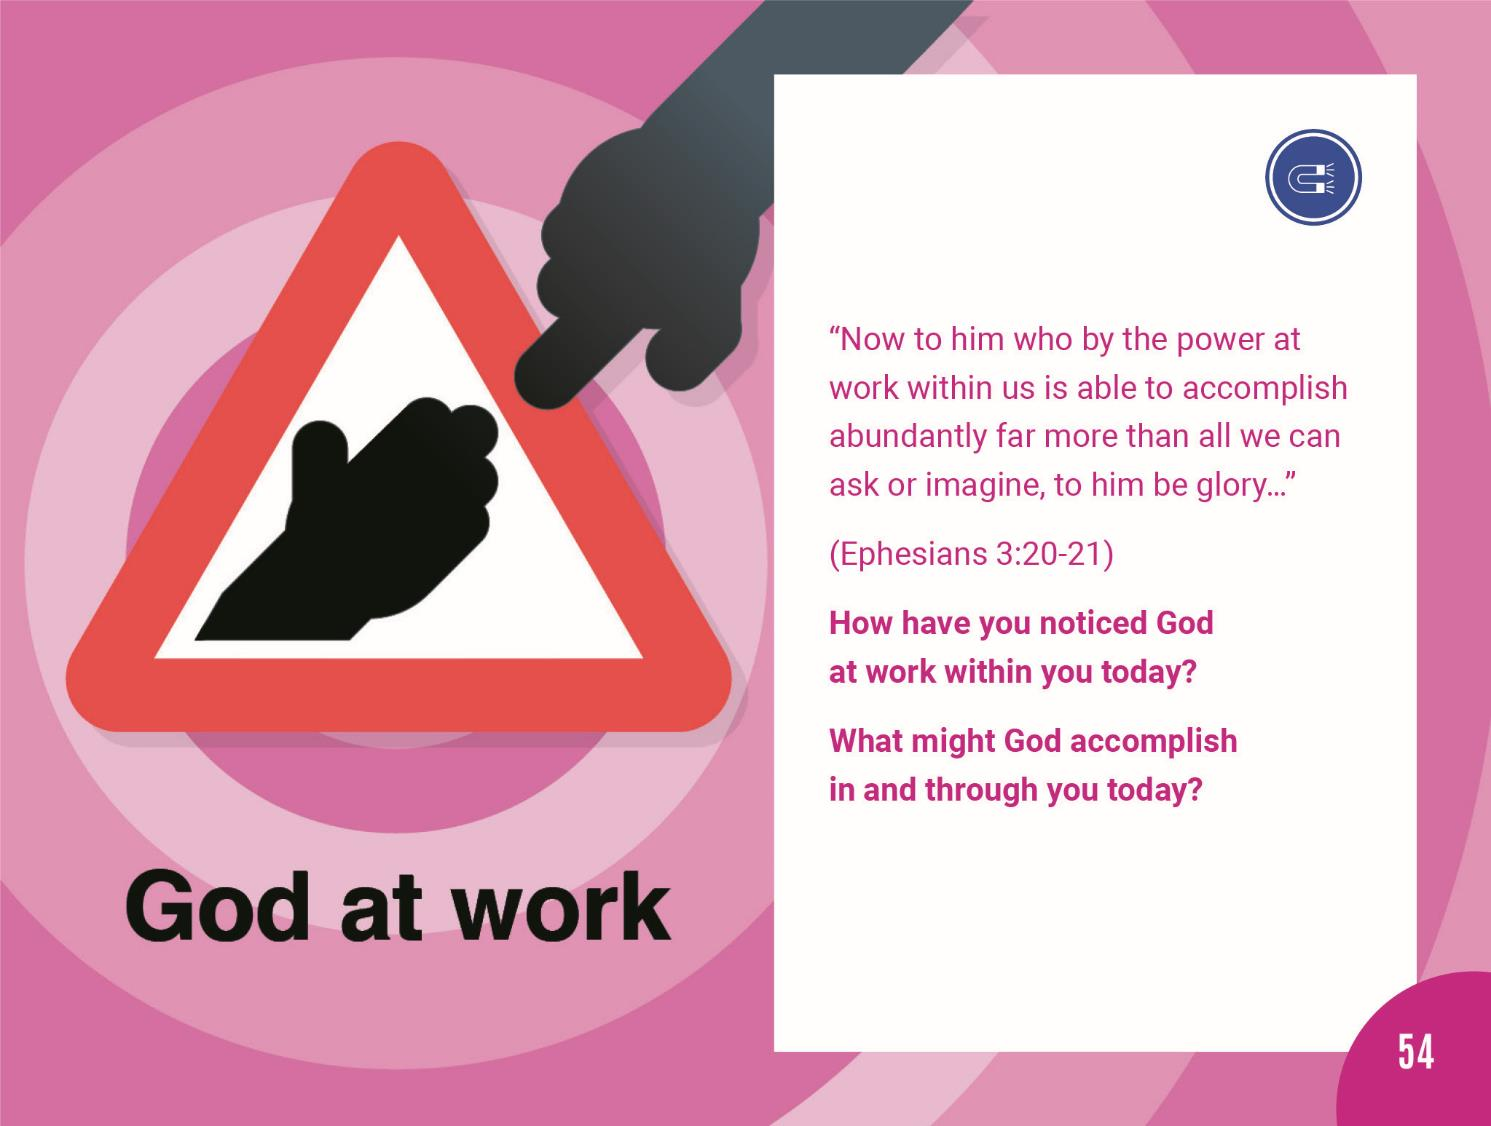 God at work
“Now to him who by the power at
work within us is able to accomplish
abundantly far more than all we can
ask or imagine, to him be glory…”
(Ephesians 3:20-21)
How have you noticed God
at work within you today?
What might God accomplish
in and through you today?
54